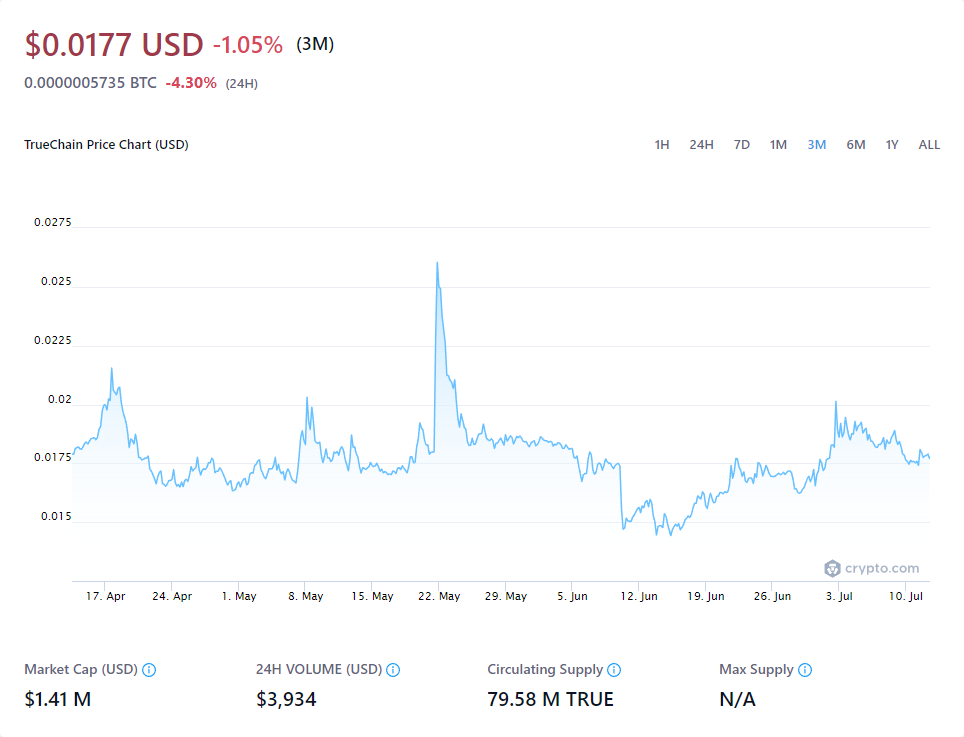 $0.0177 USD -1.05% (3M)
0.0000005735 BTC -4.30% (24H)
TrueChain Price Chart (USD) 1H 24H 7D 1M 3M 6M 1Y ALL
0.0275
0.025
0.0225
0.02
0.0175
0.015
crypto.com
17. Apr 24. Apr 1. May 8. May 15. May 22. May 29. May 5. Jun 12. Jun 19. Jun 26. Jun 3. Jul 10. Jul
Market Cap (USD) 24H VOLUME (USD) Circulating Supply Max Supply
$1.41 M $3,934 79.58 M TRUE N/A